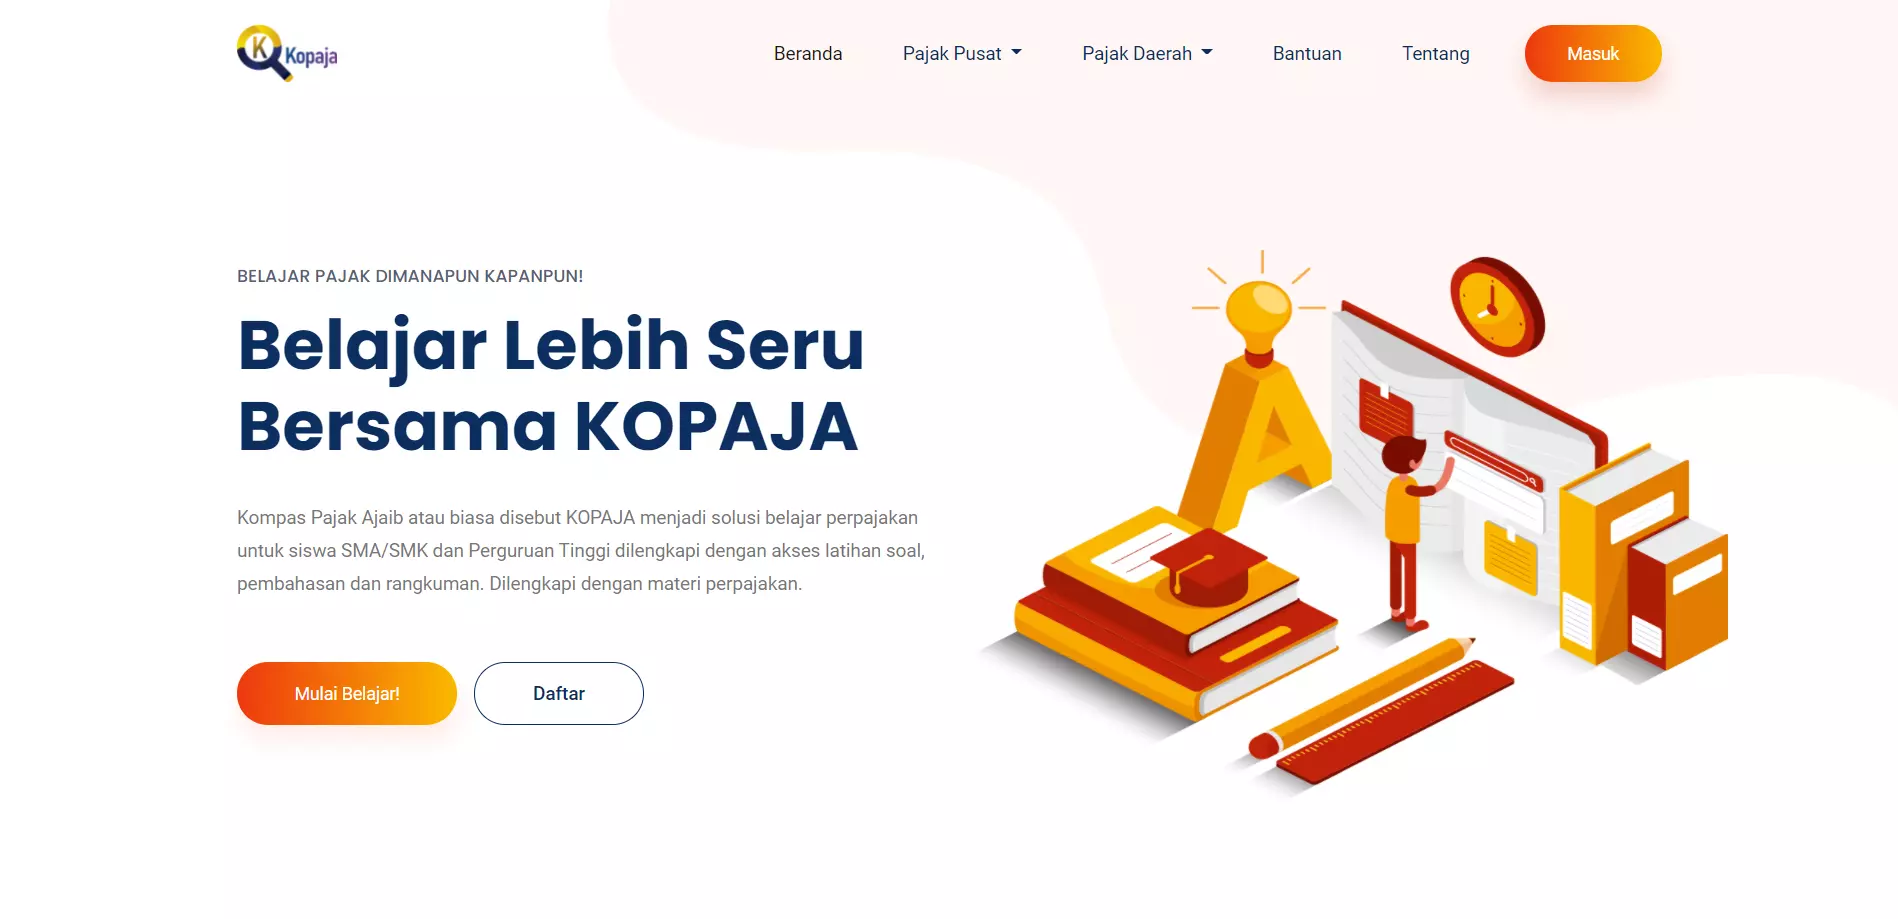 K Kopaja
Beranda Pajak Pusat Pajak Daerah Bantuan Tentang Masuk
BELAJAR PAJAK DIMANAPUN KAPANPUN!
Belajar Lebih Seru
Bersama KOPAJA
Kompas Pajak Ajaib atau biasa disebut KOPAJA menjadi solusi belajar perpajakan
untuk siswa SMA/SMK dan Perguruan Tinggi dilengkapi dengan akses latihan soal,
pembahasan dan rangkuman. Dilengkapi dengan materi perpajakan.
Mulai Belajar! Daftar
A